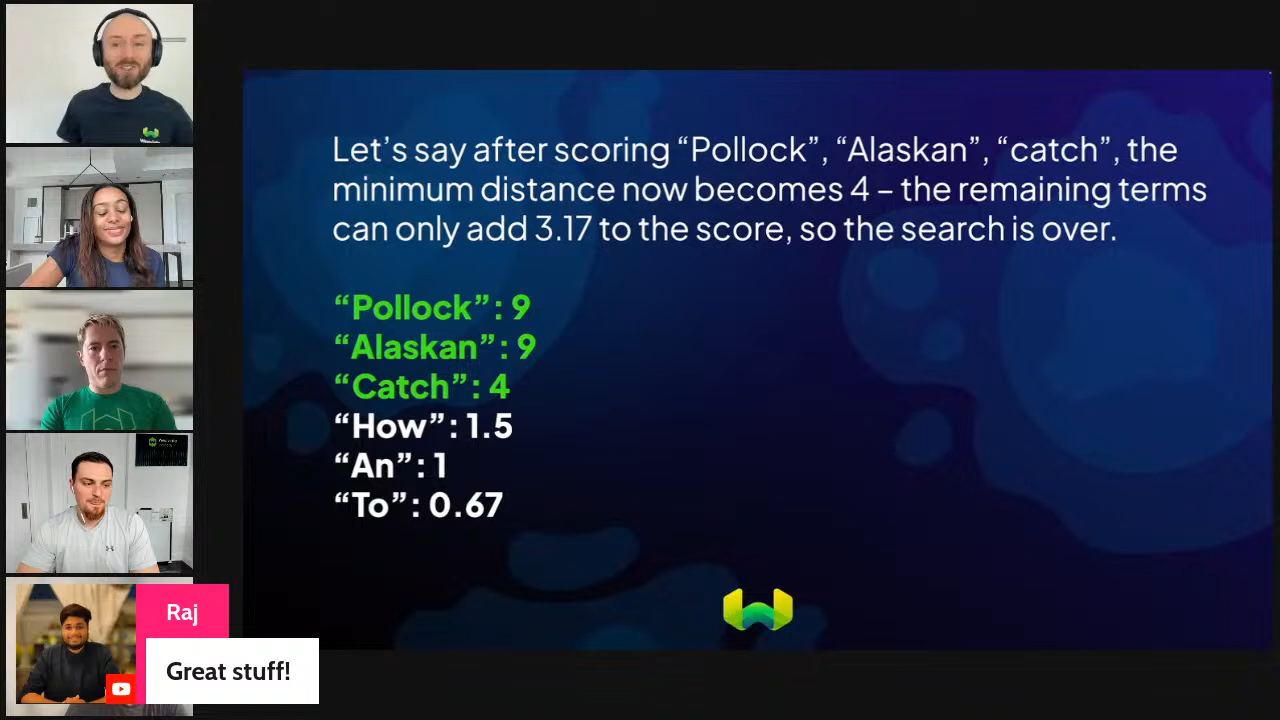 Let’s say after scoring “Pollock”, “Alaskan”, “catch”, the
minimum distance now becomes 4 – the remaining terms
can only add 3.17 to the score, so the search is over.
“Pollock”: 9
“Alaskan”: 9
“Catch”: 4
“How”: 1.5
“An”: 1
“To”: 0.67
Raj
Great stuff!